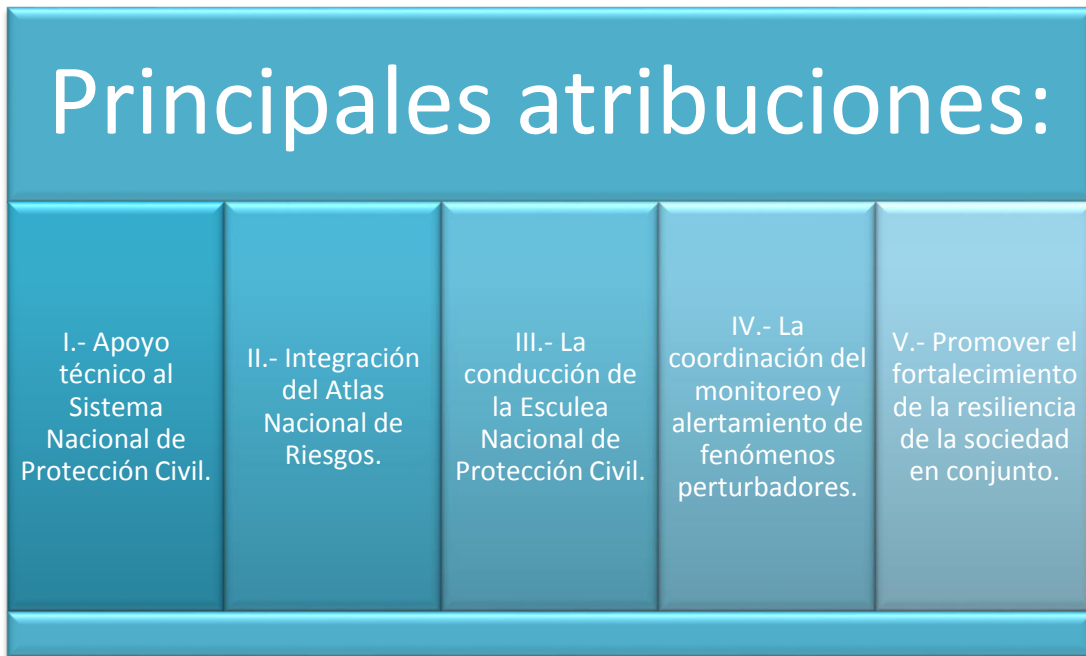 Principales atribuciones:
I.- Apoyo
técnico al
Sistema
Nacional de
Protección Civil.
II.- Integración
del Atlas
Nacional de
Riesgos.
III.- La
conducción de
la Esculea
Nacional de
Protección Civil.
IV.- La
coordinación del
monitoreo y
alertamiento de
fenómenos
perturbadores.
V.- Promover el
fortalecimiento
de la resiliencia
de la sociedad
en conjunto.